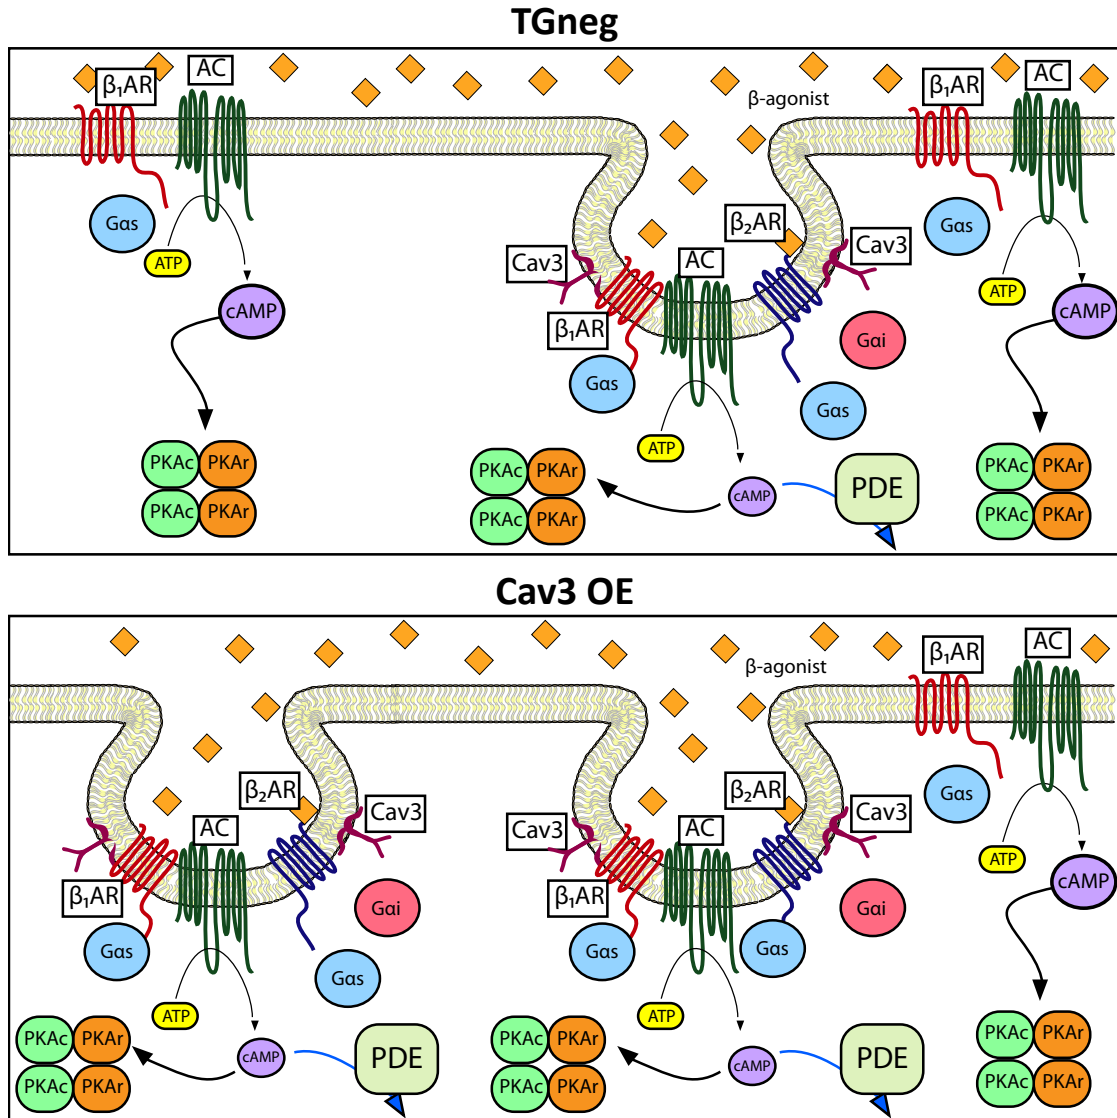 TGneg
β₁AR
AC
β-agonist
β₁AR
AC
Gαs
ATP
cAMP
PKAc PKAr
PKAc PKAr
Cav3
β₁AR
Gαs
AC
β₂AR
Cav3
Gαi
Gαs
ATP
cAMP
PDE
PKAc PKAr
PKAc PKAr
Gαs
ATP
cAMP
PKAc PKAr
PKAc PKAr
Cav3 OE
β-agonist
β₁AR
AC
β₁AR
Gαs
AC
β₂AR
Cav3
Gαi
Gαs
ATP
cAMP
PDE
PKAc PKAr
PKAc PKAr
Cav3
β₁AR
Gαs
AC
β₂AR
Cav3
Gαi
Gαs
ATP
cAMP
PDE
PKAc PKAr
PKAc PKAr
Gαs
ATP
cAMP
PKAc PKAr
PKAc PKAr